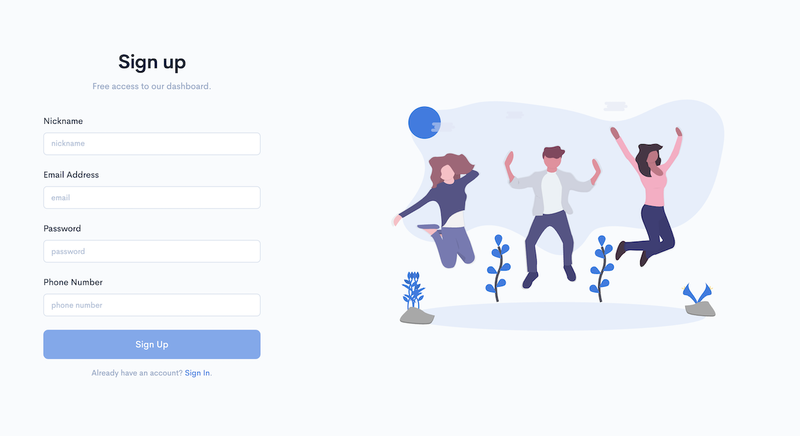 Sign up
Free access to our dashboard.
Nickname
nickname
Email Address
email
Password
password
Phone Number
phone number
Sign Up
Already have an account? Sign In.